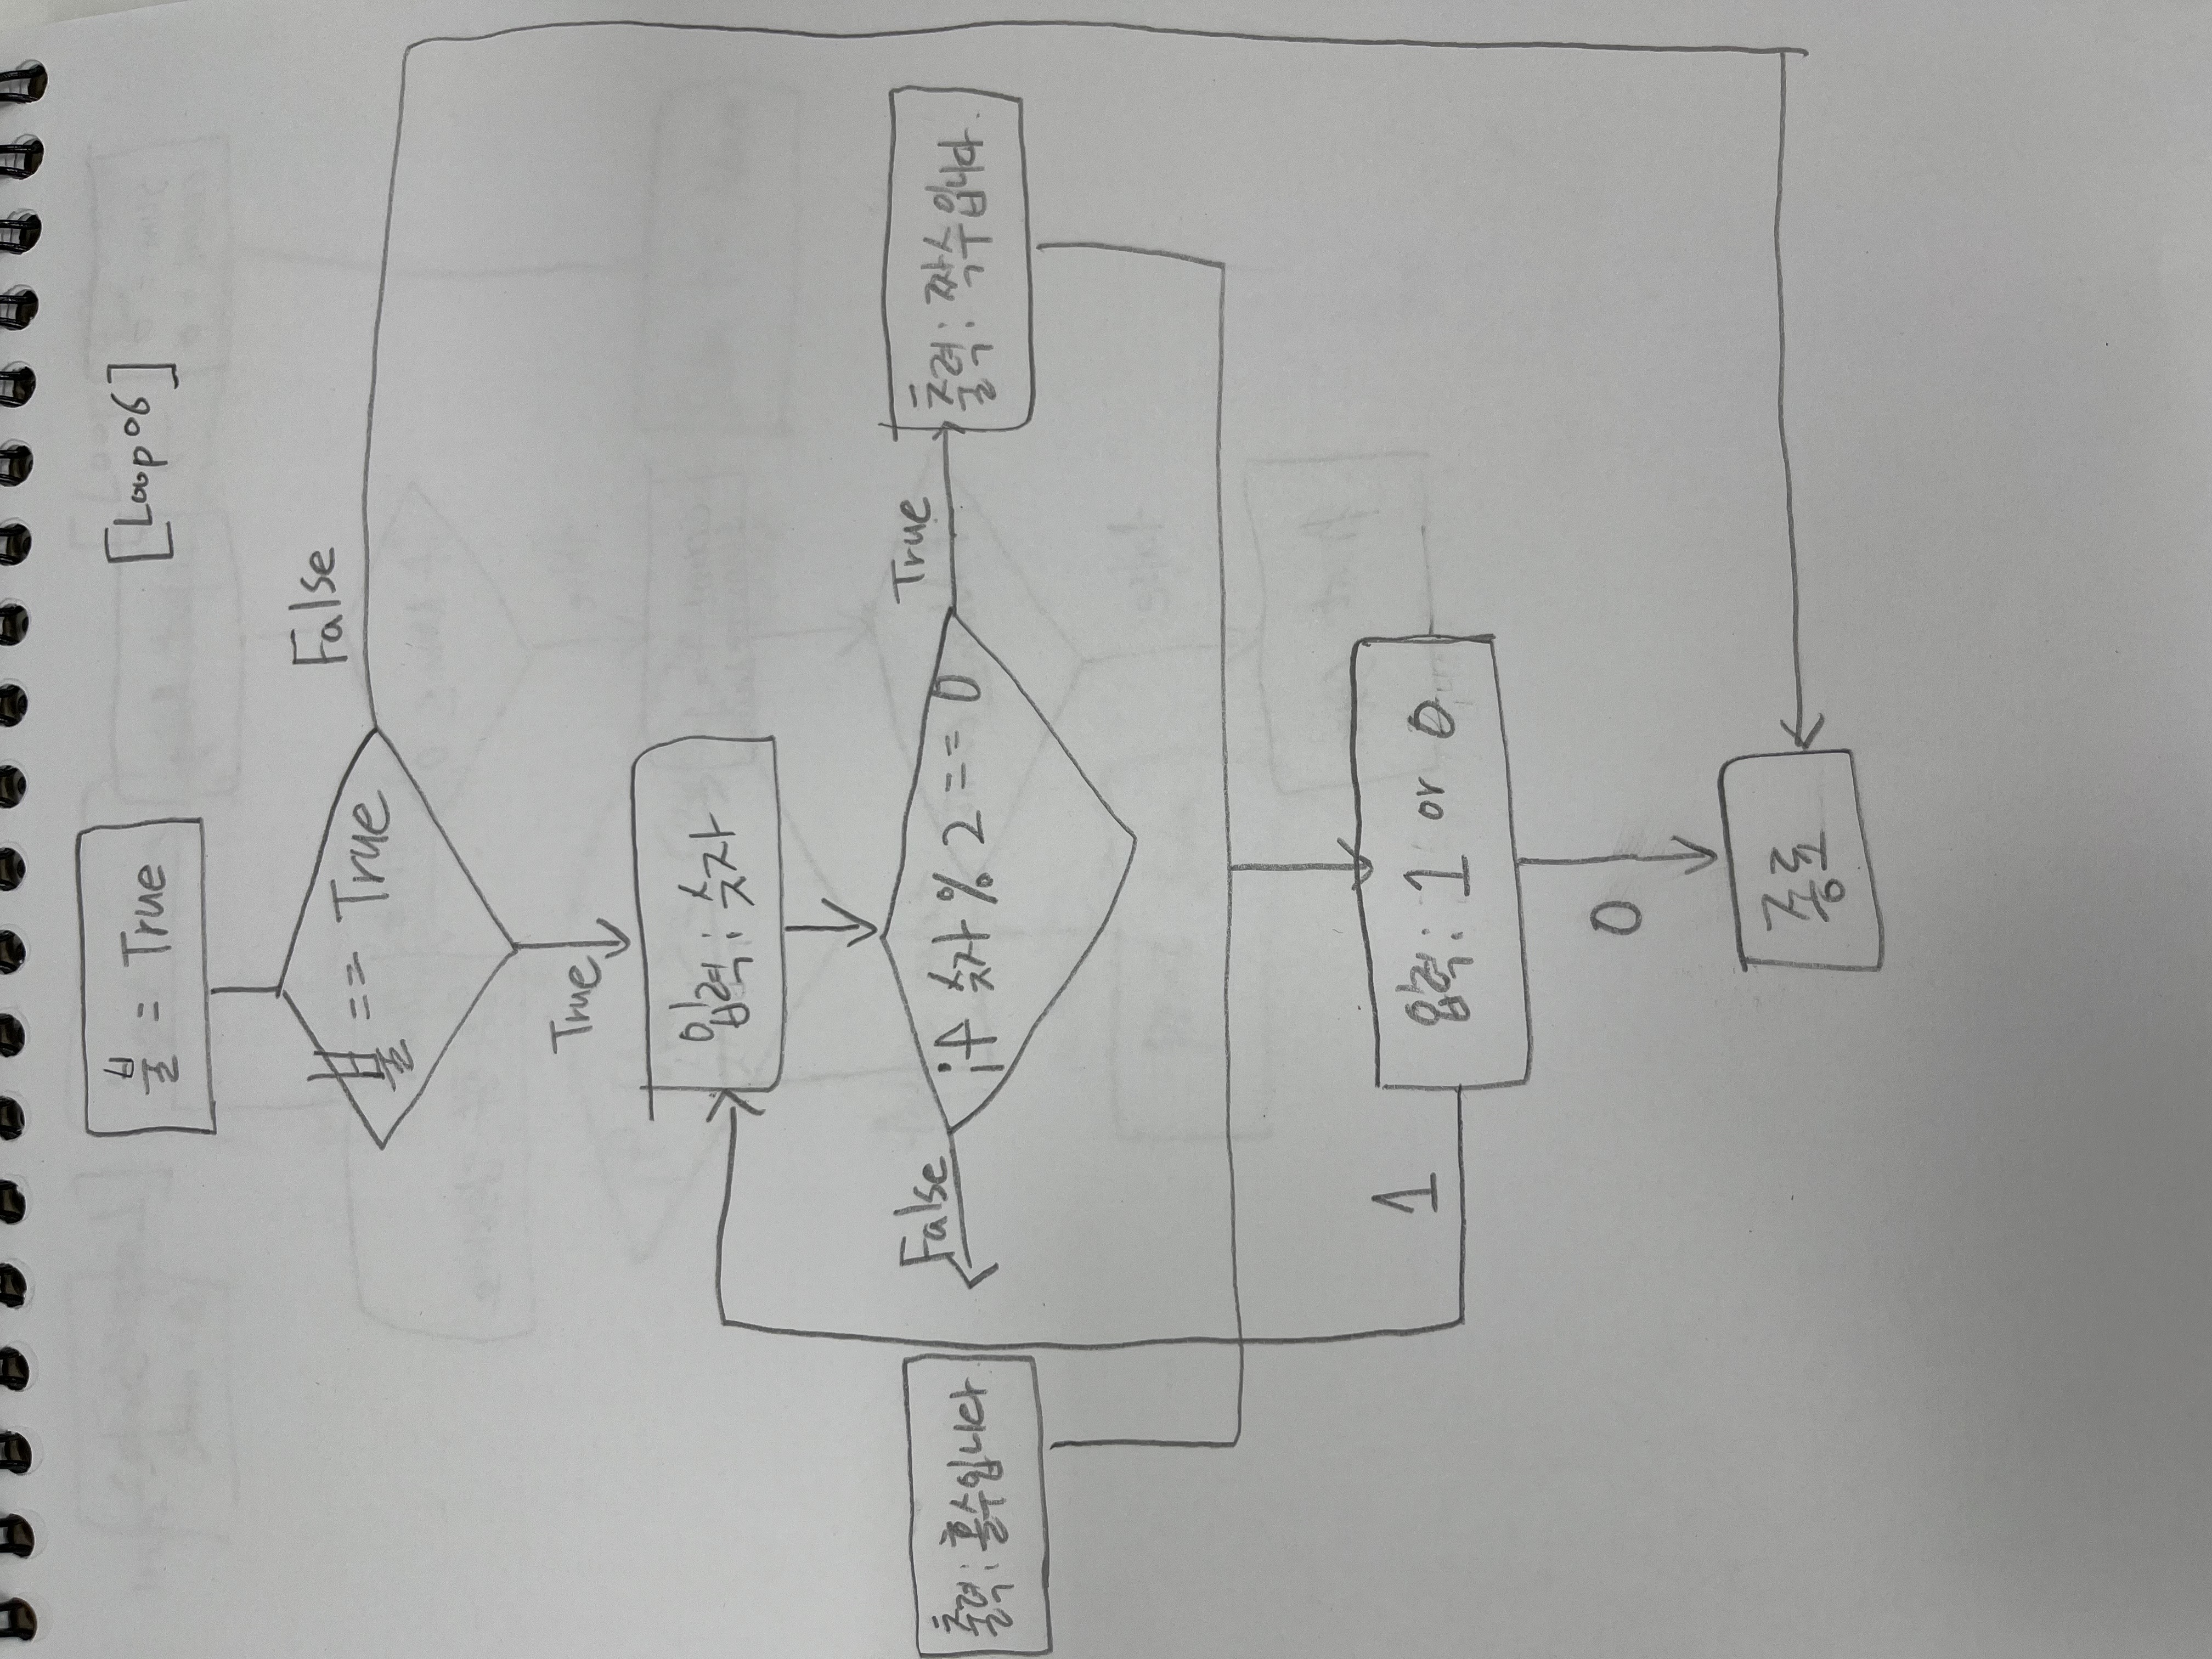 불 = True
[Loop06]
불 == True
False
True
입력: 숫자
False
if 숫자 % 2 == 0
True
출력: 홀수입니다
출력: 짝수입니다.
1
입력: 1 or 0
0
종료